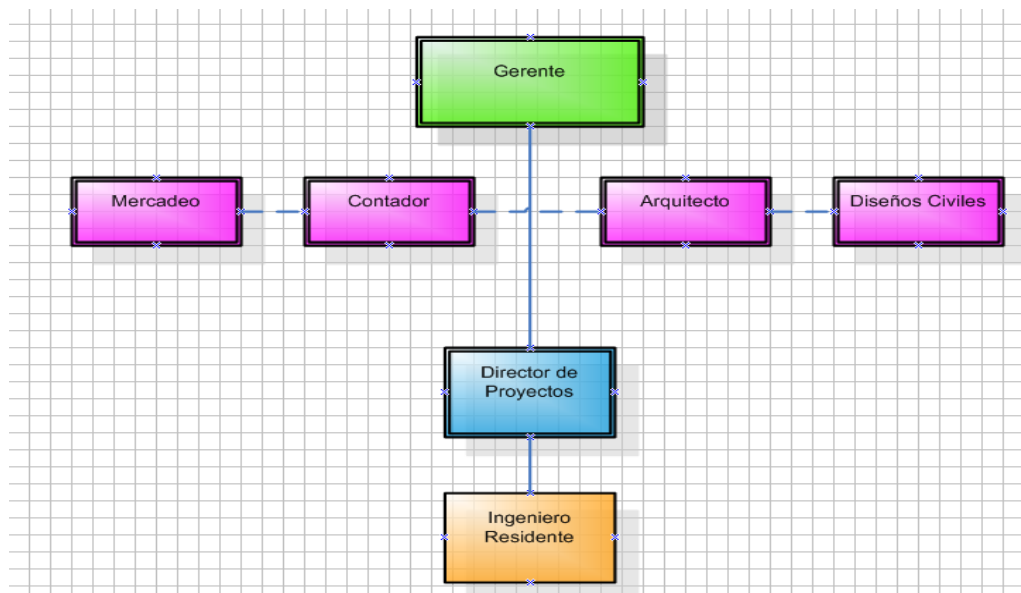 Gerente
Mercadeo
Contador
Arquitecto
Diseños Civiles
Director de
Proyectos
Ingeniero
Residente